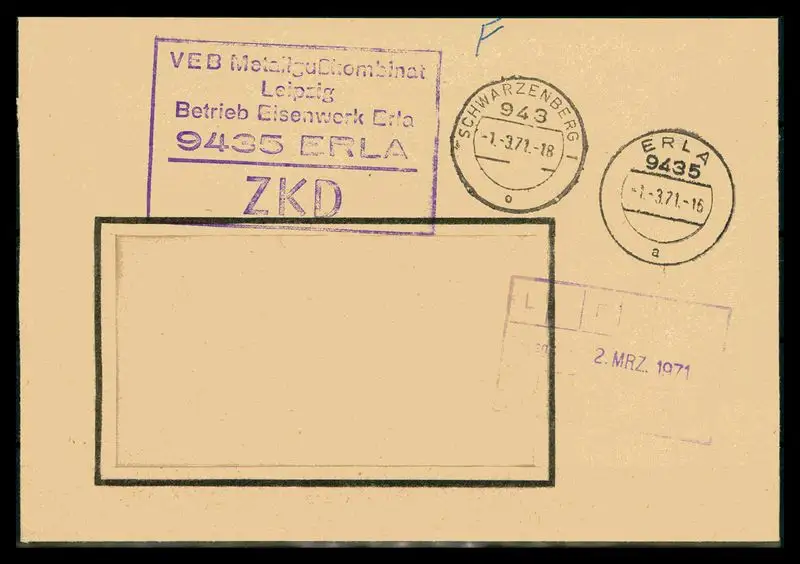 F
VEB Metallgußkombinat
Leipzig
Betrieb Eisenwerk Erla
9435 ERLA
ZKD
SCHWARZENBERG 1
943
-1.-3.71.-18
o
ERLA
9435
-1.-3.71.-16
a
L
2. MRZ. 1971